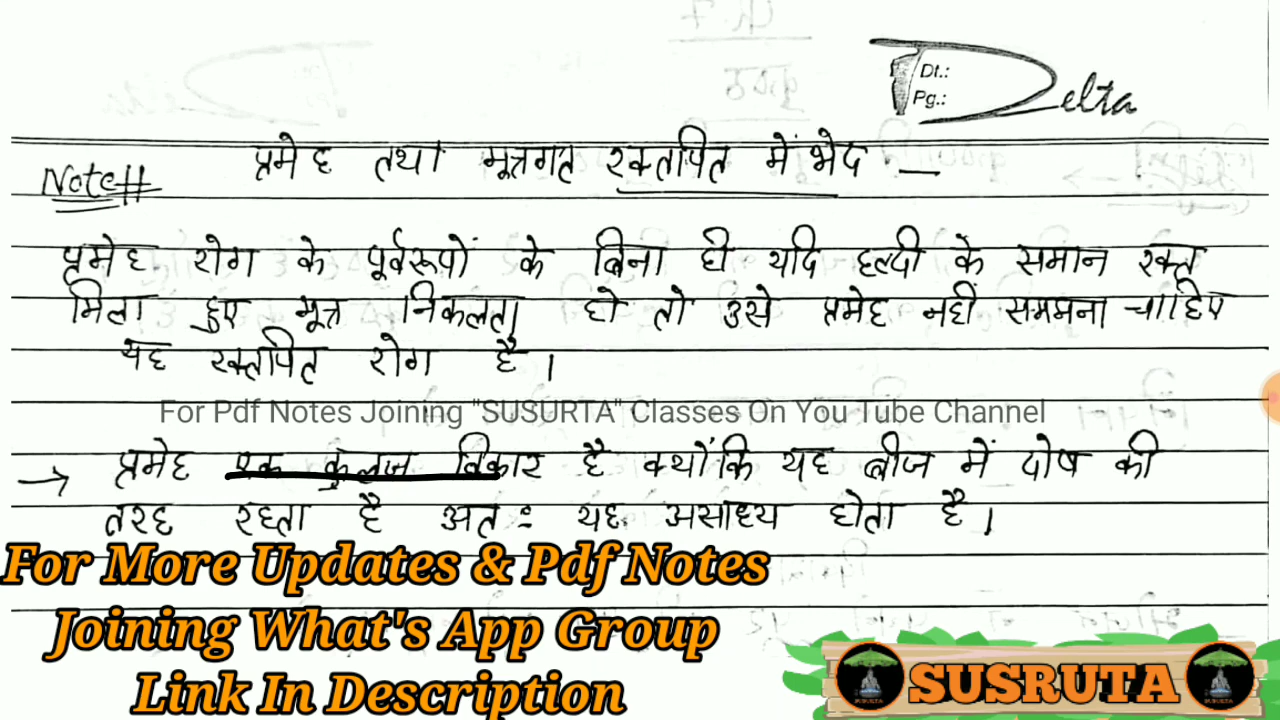 Dt.:
Pg.:
Delta
Note
प्रमेह तथा मूत्रगत रक्तपित में भेद —
प्रमेह रोग के पूर्वरूपों के बिना ही यदि हल्दी के समान रक्त
मिला हुए मूत्र निकलता हो तो उसे प्रमेह नहीं समझना चाहिए
यह रक्तपित रोग है।
For Pdf Notes Joining "SUSURTA" Classes On You Tube Channel
→ प्रमेह एक कुलज विकार है क्योंकि यह बीज में दोष की
तरह रहता है अतः यह असाध्य होता है।
For More Updates & Pdf Notes
Joining What's App Group
Link In Description
SUSRUTA